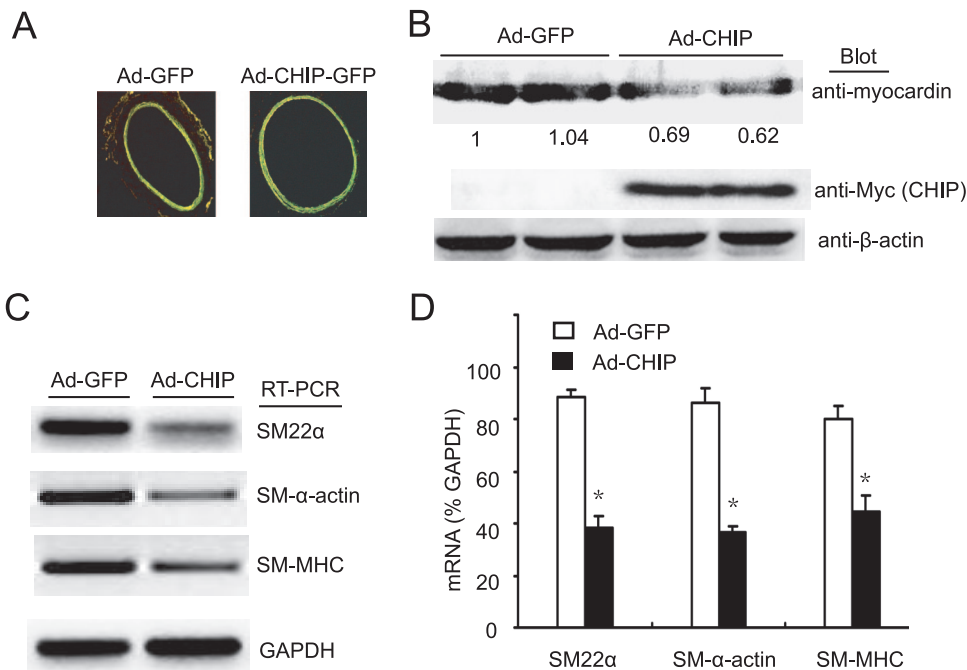 A
Ad-GFP Ad-CHIP-GFP
B
Ad-GFP Ad-CHIP
Blot
anti-myocardin
1 1.04 0.69 0.62
anti-Myc (CHIP)
anti-β-actin
C
Ad-GFP Ad-CHIP
RT-PCR
SM22α
SM-α-actin
SM-MHC
GAPDH
D
Ad-GFP
Ad-CHIP
mRNA (% GAPDH)
100
80
60
40
20
0
* * *
SM22α SM-α-actin SM-MHC